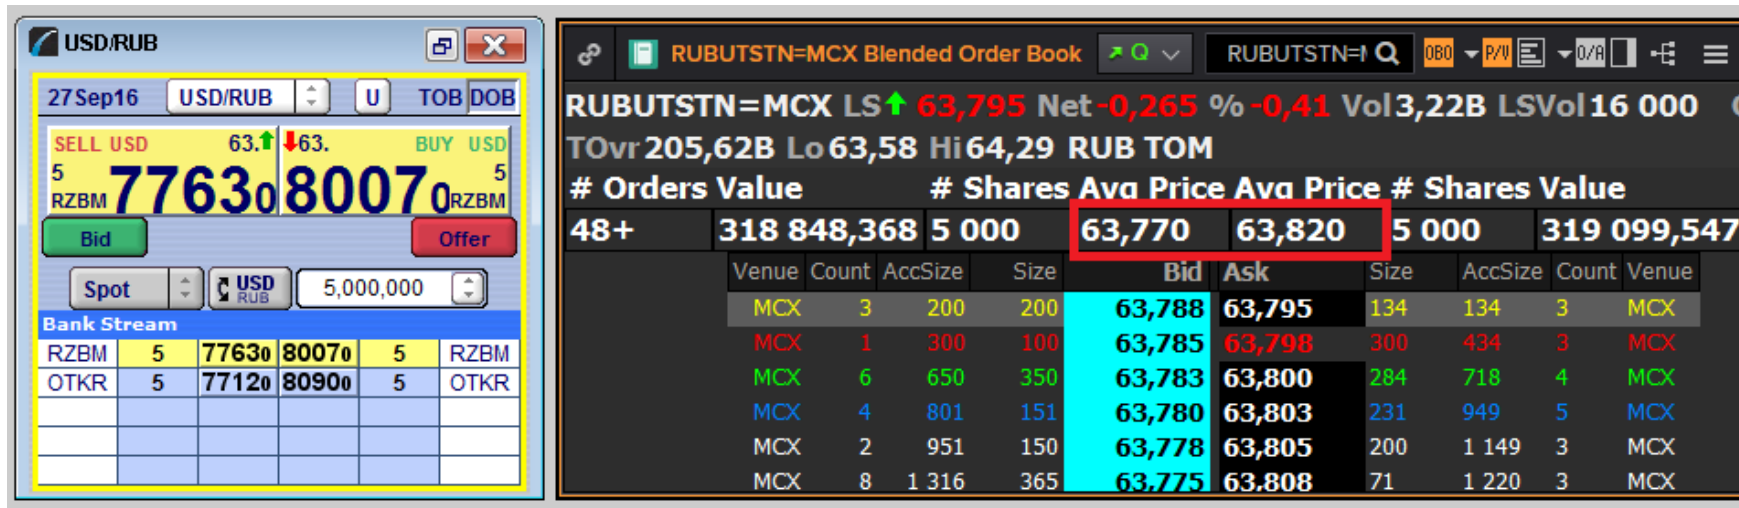 USD/RUB
27Sep16 USD/RUB U TOB DOB
SELL USD 63. 63. BUY USD
5 77630 80070 5
RZBM RZBM
Bid Offer
Spot USD RUB 5,000,000
Bank Stream
RZBM 5 77630 80070 5 RZBM
OTKR 5 77120 80900 5 OTKR
RUBUTSTN=MCX Blended Order Book Q RUBUTSTN= OBO P/V O/A
RUBUTSTN=MCX LS 63,795 Net -0,265 % -0,41 Vol 3,22B LSVol 16 000
TOvr 205,62B Lo 63,58 Hi 64,29 RUB TOM
# Orders Value # Shares Avg Price Avg Price # Shares Value
48+ 318 848,368 5 000 63,770 63,820 5 000 319 099,547
Venue Count AccSize Size Bid Ask Size AccSize Count Venue
MCX 3 200 200 63,788 63,795 134 134 3 MCX
MCX 1 300 100 63,785 63,798 300 434 3 MCX
MCX 6 650 350 63,783 63,800 284 718 4 MCX
MCX 4 801 151 63,780 63,803 231 949 5 MCX
MCX 2 951 150 63,778 63,805 200 1 149 3 MCX
MCX 8 1 316 365 63,775 63,808 71 1 220 3 MCX